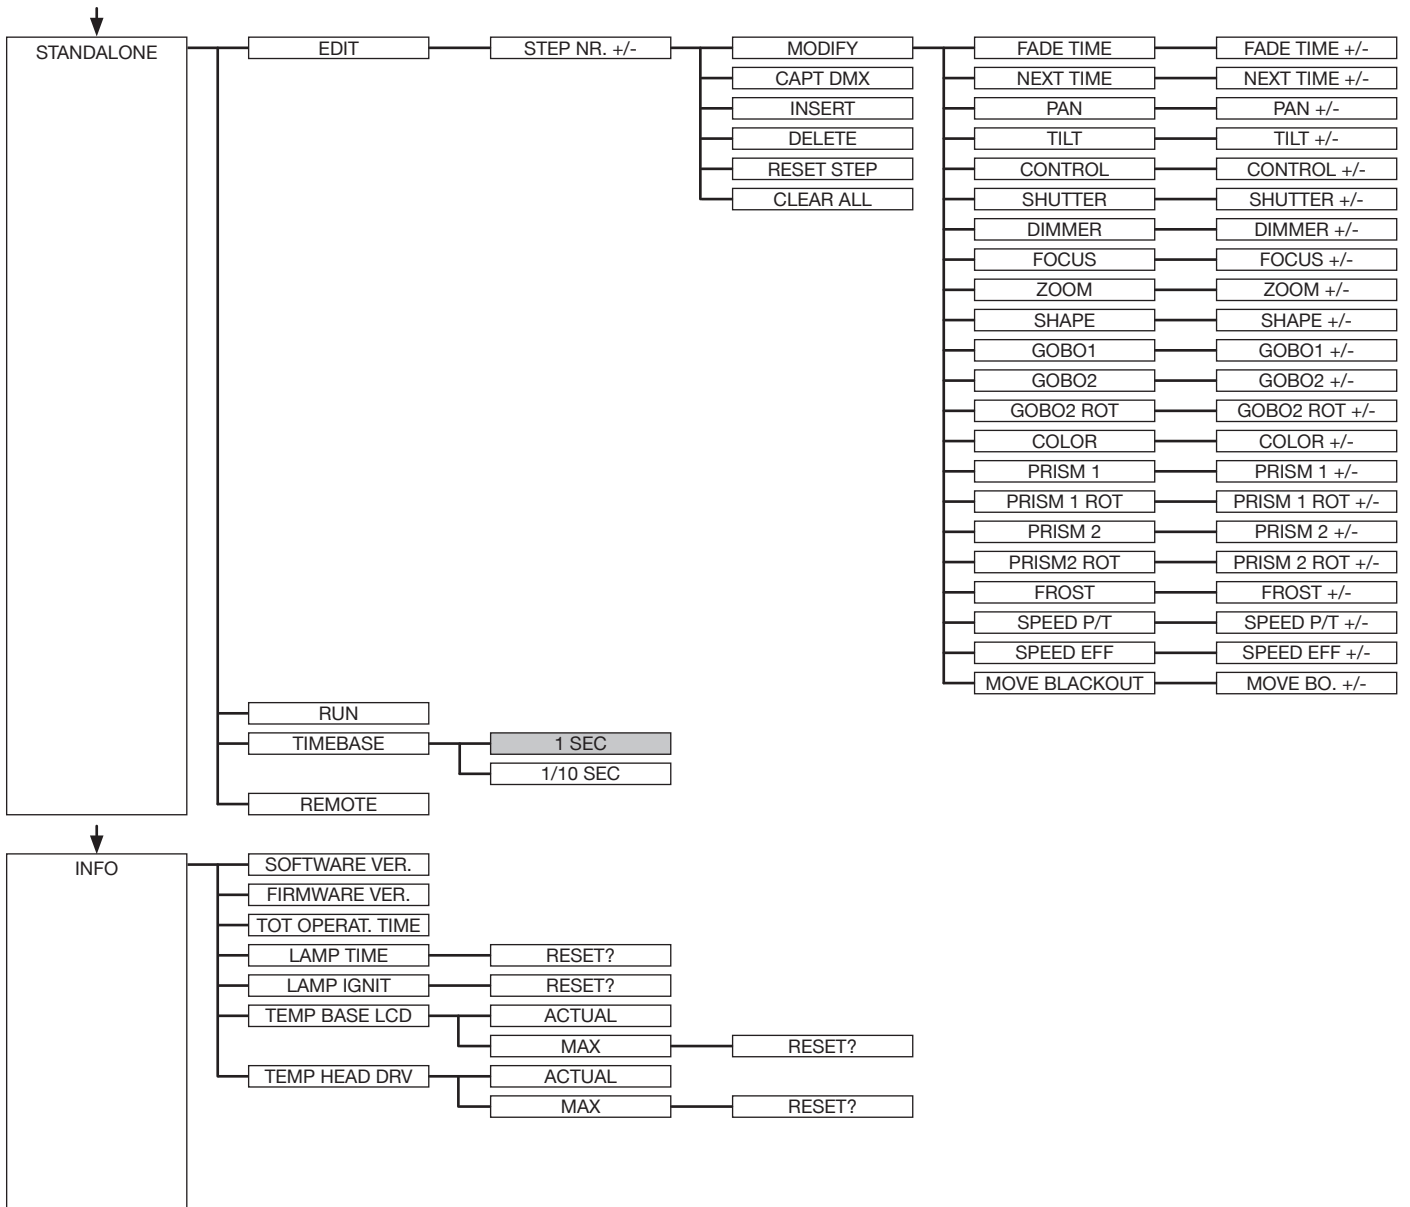 STANDALONE EDIT STEP NR. +/- MODIFY FADE TIME FADE TIME +/-
CAPT DMX NEXT TIME NEXT TIME +/-
INSERT PAN PAN +/-
DELETE TILT TILT +/-
RESET STEP CONTROL CONTROL +/-
CLEAR ALL SHUTTER SHUTTER +/-
DIMMER DIMMER +/-
FOCUS FOCUS +/-
ZOOM ZOOM +/-
SHAPE SHAPE +/-
GOBO1 GOBO1 +/-
GOBO2 GOBO2 +/-
GOBO2 ROT GOBO2 ROT +/-
COLOR COLOR +/-
PRISM 1 PRISM 1 +/-
PRISM 1 ROT PRISM 1 ROT +/-
PRISM 2 PRISM 2 +/-
PRISM2 ROT PRISM 2 ROT +/-
FROST FROST +/-
SPEED P/T SPEED P/T +/-
SPEED EFF SPEED EFF +/-
MOVE BLACKOUT MOVE BO. +/-
RUN
TIMEBASE 1 SEC
1/10 SEC
REMOTE
INFO SOFTWARE VER.
FIRMWARE VER.
TOT OPERAT. TIME
LAMP TIME RESET?
LAMP IGNIT RESET?
TEMP BASE LCD ACTUAL
MAX RESET?
TEMP HEAD DRV ACTUAL
MAX RESET?